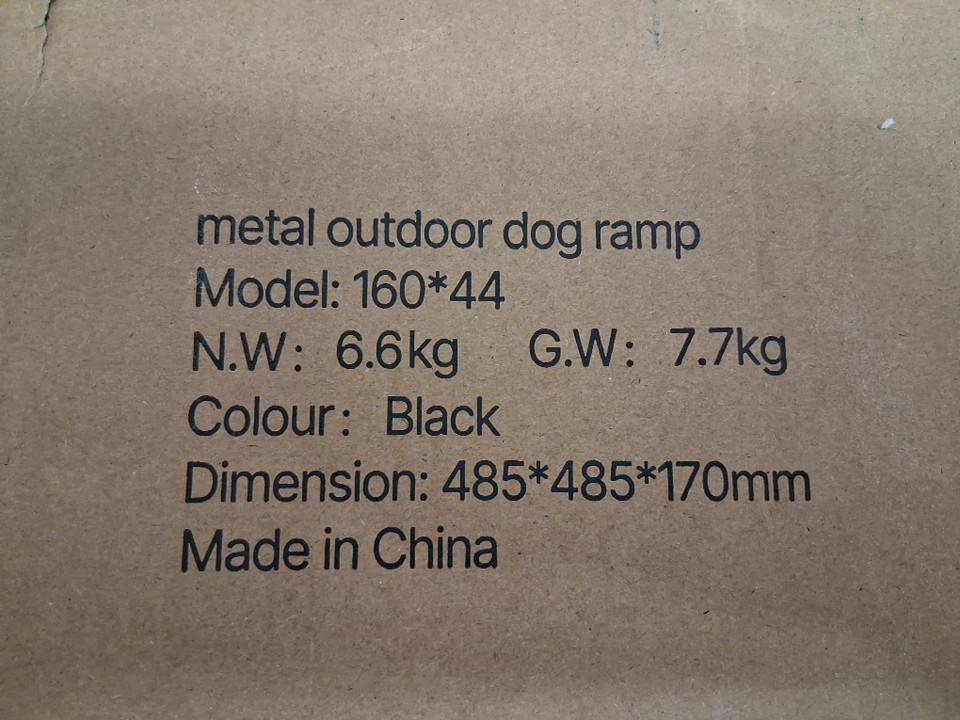 metal outdoor dog ramp
Model: 160*44
N.W: 6.6kg G.W: 7.7kg
Colour: Black
Dimension: 485*485*170mm
Made in China